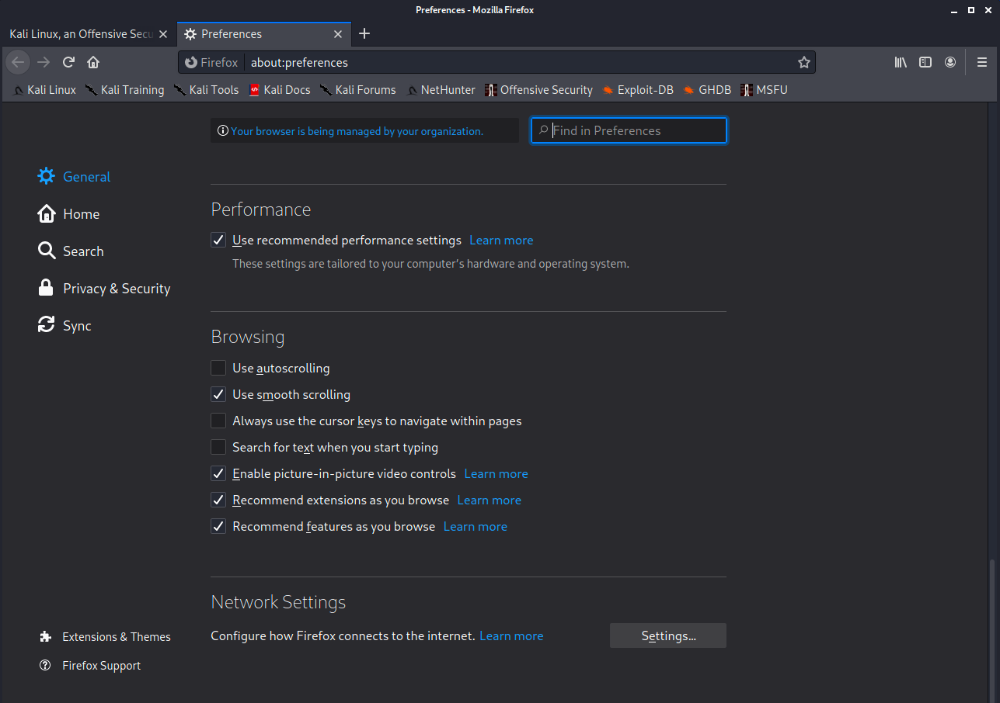 Preferences - Mozilla Firefox
Kali Linux, an Offensive Secu
Preferences
Firefox
about:preferences
Kali Linux
Kali Training
Kali Tools
Kali Docs
Kali Forums
NetHunter
Offensive Security
Exploit-DB
GHDB
MSFU
Your browser is being managed by your organization.
Find in Preferences
General
Home
Search
Privacy & Security
Sync
Extensions & Themes
Firefox Support
Performance
Use recommended performance settings Learn more
These settings are tailored to your computer's hardware and operating system.
Browsing
Use autoscrolling
Use smooth scrolling
Always use the cursor keys to navigate within pages
Search for text when you start typing
Enable picture-in-picture video controls Learn more
Recommend extensions as you browse Learn more
Recommend features as you browse Learn more
Network Settings
Configure how Firefox connects to the internet. Learn more
Settings...